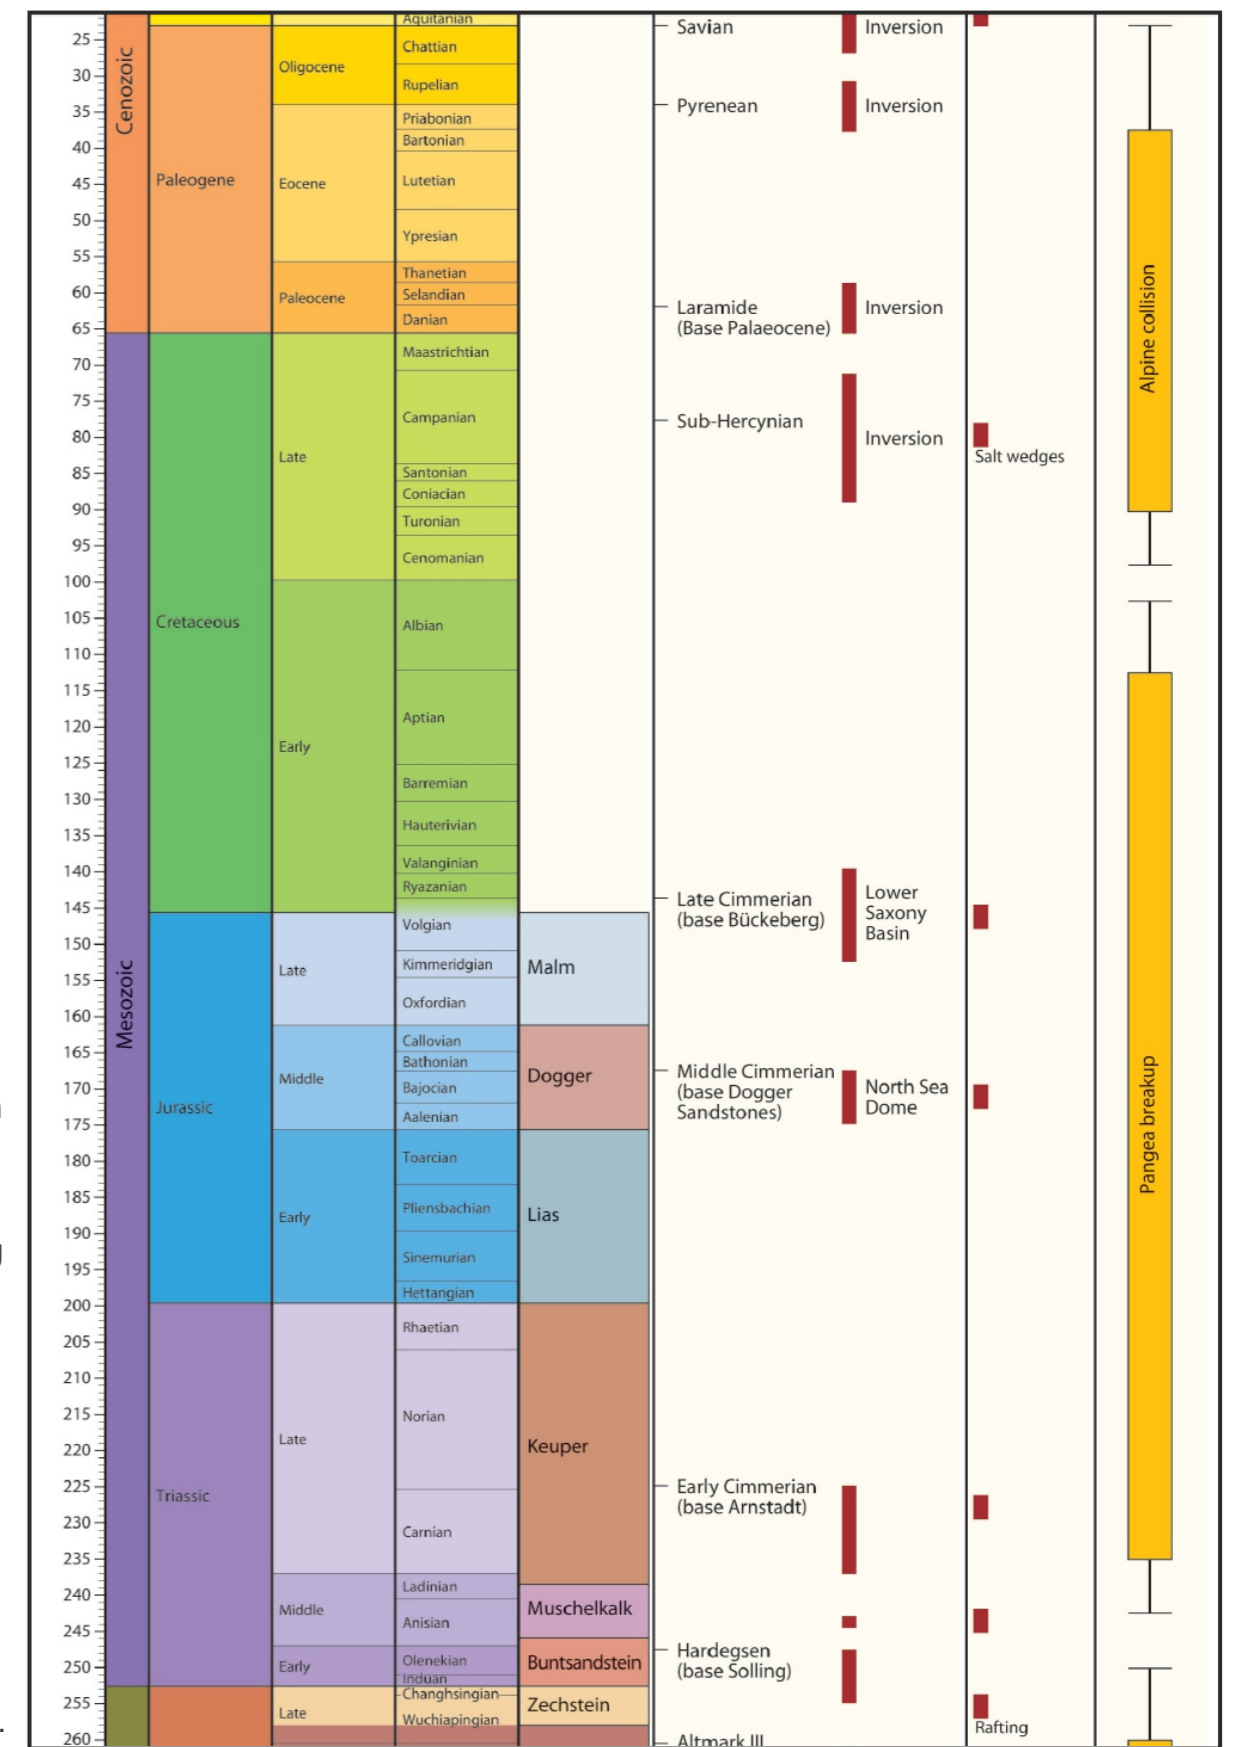 Aquitanian
Savian
Inversion
25
Chattian
Cenozoic
Oligocene
30
Rupelian
35
Pyrenean
Inversion
Priabonian
Bartonian
40
Paleogene
Eocene
Lutetian
45
50
Ypresian
55
Thanetian
60
Paleocene
Selandian
Laramide
(Base Palaeocene)
Inversion
Danian
65
Alpine collision
Maastrichtian
70
75
Campanian
Sub-Hercynian
Inversion
80
Late
Salt wedges
85
Santonian
Coniacian
90
Turonian
95
Cenomanian
100
105
Cretaceous
Albian
110
115
Aptian
120
Early
125
Barremian
130
Hauterivian
135
Valanginian
140
Ryazanian
Late Cimmerian
(base Bückeberg)
Lower
Saxony
Basin
145
Volgian
150
Mesozoic
Late
Kimmeridgian
Malm
155
Oxfordian
160
Callovian
165
Bathonian
Middle
Dogger
Middle Cimmerian
(base Dogger
Sandstones)
North Sea
Dome
170
Bajocian
Jurassic
Aalenian
175
Pangea breakup
Toarcian
180
185
Pliensbachian
Lias
190
Early
Sinemurian
195
Hettangian
200
Rhaetian
205
210
Norian
215
Late
Keuper
220
225
Early Cimmerian
(base Arnstadt)
Triassic
230
Carnian
235
Ladinian
240
Middle
Muschelkalk
Anisian
245
Hardegsen
(base Solling)
250
Early
Olenekian
Buntsandstein
Induan
Changhsingian
255
Late
Zechstein
Wuchiapingian
Rafting
260
Altmark III